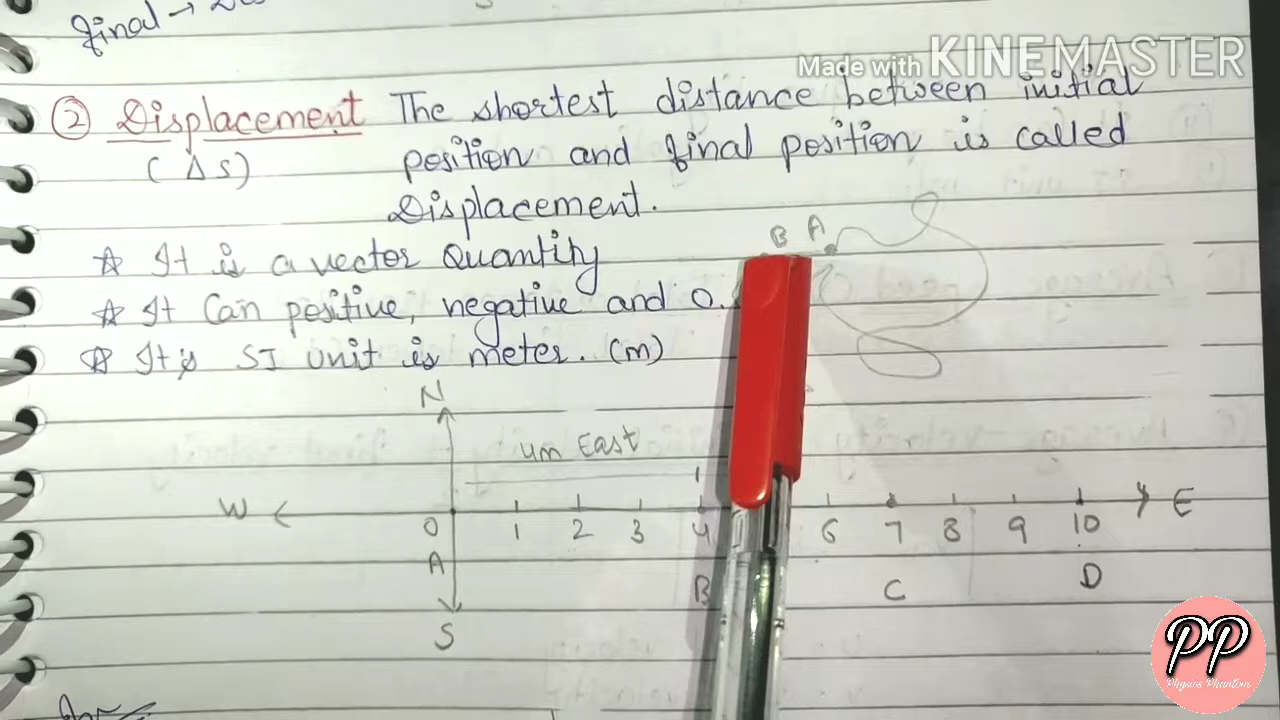 final →
Made with KINEMASTER
② Displacement The shortest distance between initial
(ΔS) position and final position is called
Displacement.
B A
☆ It is a vector Quantity
☆ It Can positive, negative and 0.
☆ It's SI unit is meter. (m)
N
4m East
W E
0 1 2 3 4 6 7 8 9 10
A B C D
S
PP
Physics Phantom